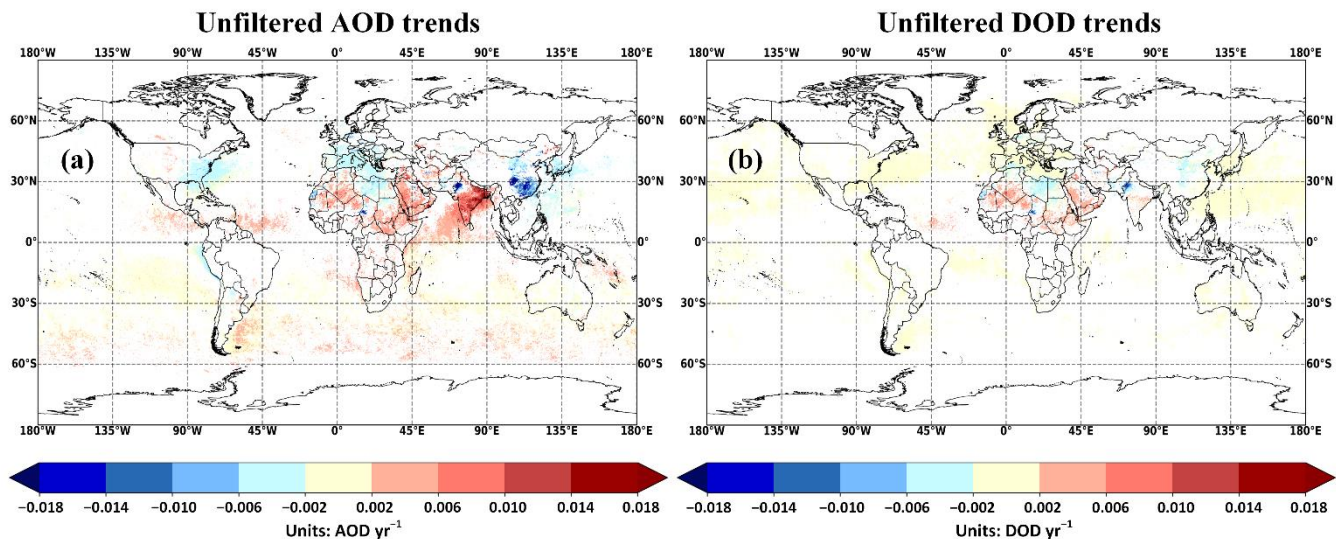 Unfiltered AOD trends
180°W 135°W 90°W 45°W 0° 45°E 90°E 135°E 180°E
60°N
(a)
30°N
0°
30°S
60°S
180°W 135°W 90°W 45°W 0° 45°E 90°E 135°E 180°E
−0.018 −0.014 −0.010 −0.006 −0.002 0.002 0.006 0.010 0.014 0.018
Units: AOD yr⁻¹
Unfiltered DOD trends
180°W 135°W 90°W 45°W 0° 45°E 90°E 135°E 180°E
60°N 60°N
(b)
30°N 30°N
0° 0°
30°S 30°S
60°S 60°S
180°W 135°W 90°W 45°W 0° 45°E 90°E 135°E 180°E
−0.018 −0.014 −0.010 −0.006 −0.002 0.002 0.006 0.010 0.014 0.018
Units: DOD yr⁻¹